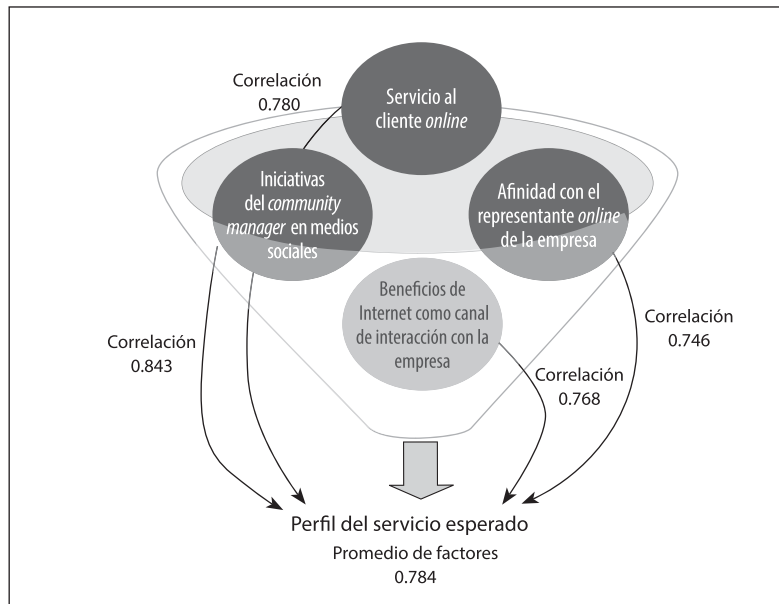 Correlación
0.780
Servicio al
cliente online
Iniciativas
del community
manager en medios
sociales
Afinidad con el
representante online
de la empresa
Beneficios de
Internet como canal
de interacción con la
empresa
Correlación
0.843
Correlación
0.746
Correlación
0.768
Perfil del servicio esperado
Promedio de factores
0.784